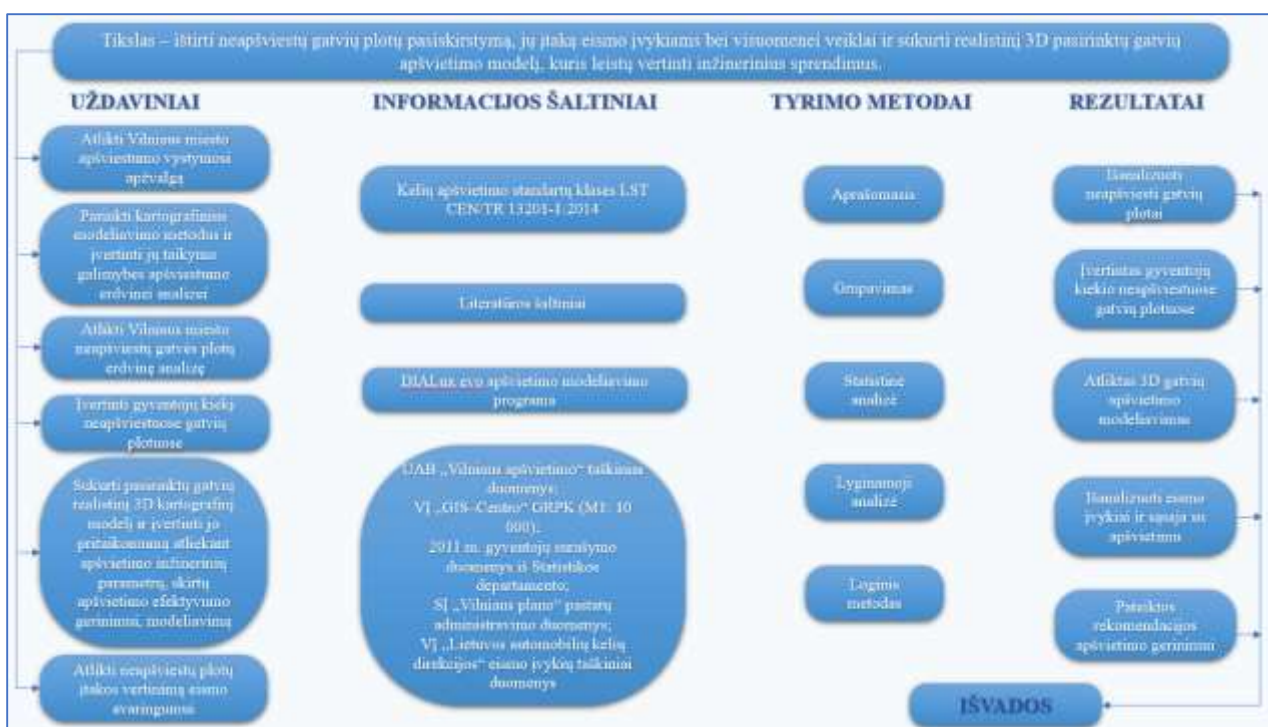 Tikslas – ištirti neapšviestų gatvių plotų pasiskirstymą, jų įtaką eismo įvykiams bei visuomenei veiklai ir sukurti realistinį 3D pasirinktų gatvių
apšvietimo modelį, kuris leistų vertinti inžinerinius sprendimus.
UŽDAVINIAI
Atlikti Vilniaus miesto
apšviestumo vystymosi
apžvalgą
Pateikti kartografinius
modeliavimo metodus ir
įvertinti jų taikymo
galimybes apšviestumo
erdvinei analizei
Atlikti Vilniaus miesto
neapšviestų gatvės plotų
erdvinę analizę
Įvertinti gyventojų kiekį
neapšviestuose gatvių
plotuose
Sukurti pasirinktų gatvių
realistinį 3D kartografinį
modelį ir įvertinti jo
pritaikomumą atliekant
apšvietimo inžinerinių
parametrų, skirtų
apšvietimo efektyvumo
gerinimui, modeliavimą
Atlikti neapšviestų plotų
įtakos vertinimą eismo
avaringumui
INFORMACIJOS ŠALTINIAI
Kelių apšvietimo standartų klasės LST
CEN/TR 13201-1:2014
Literatūros šaltiniai
DIALux evo apšvietimo modeliavimo
programa
UAB „Vilniaus apšvietimo“ taškiniai
duomenys;
VĮ „GIS–Centro“ GRPK (M1: 10
000).
2011 m. gyventojų surašymo
duomenys iš Statistikos
departamento;
SĮ „Vilniaus plano“ pastatų
administravimo duomenys;
VĮ „Lietuvos automobilių kelių
direkcijos“ eismo įvykių taškiniai
duomenys
TYRIMO METODAI
Aprašomasis
Grupavimas
Statistinė
analizė
Lyginamoji
analizė
Loginis
metodas
REZULTATAI
Išanalizuoti
neapšviesti gatvių
plotai
Įvertintas gyventojų
kiekio neapšviestuose
gatvių plotuose
Atliktas 3D gatvių
apšvietimo
modeliavimas
Išanalizuoti eismo
įvykiai ir sąsaja su
apšvietimu
Pateiktos
rekomendacijos
apšvietimo gerinimui
IŠVADOS